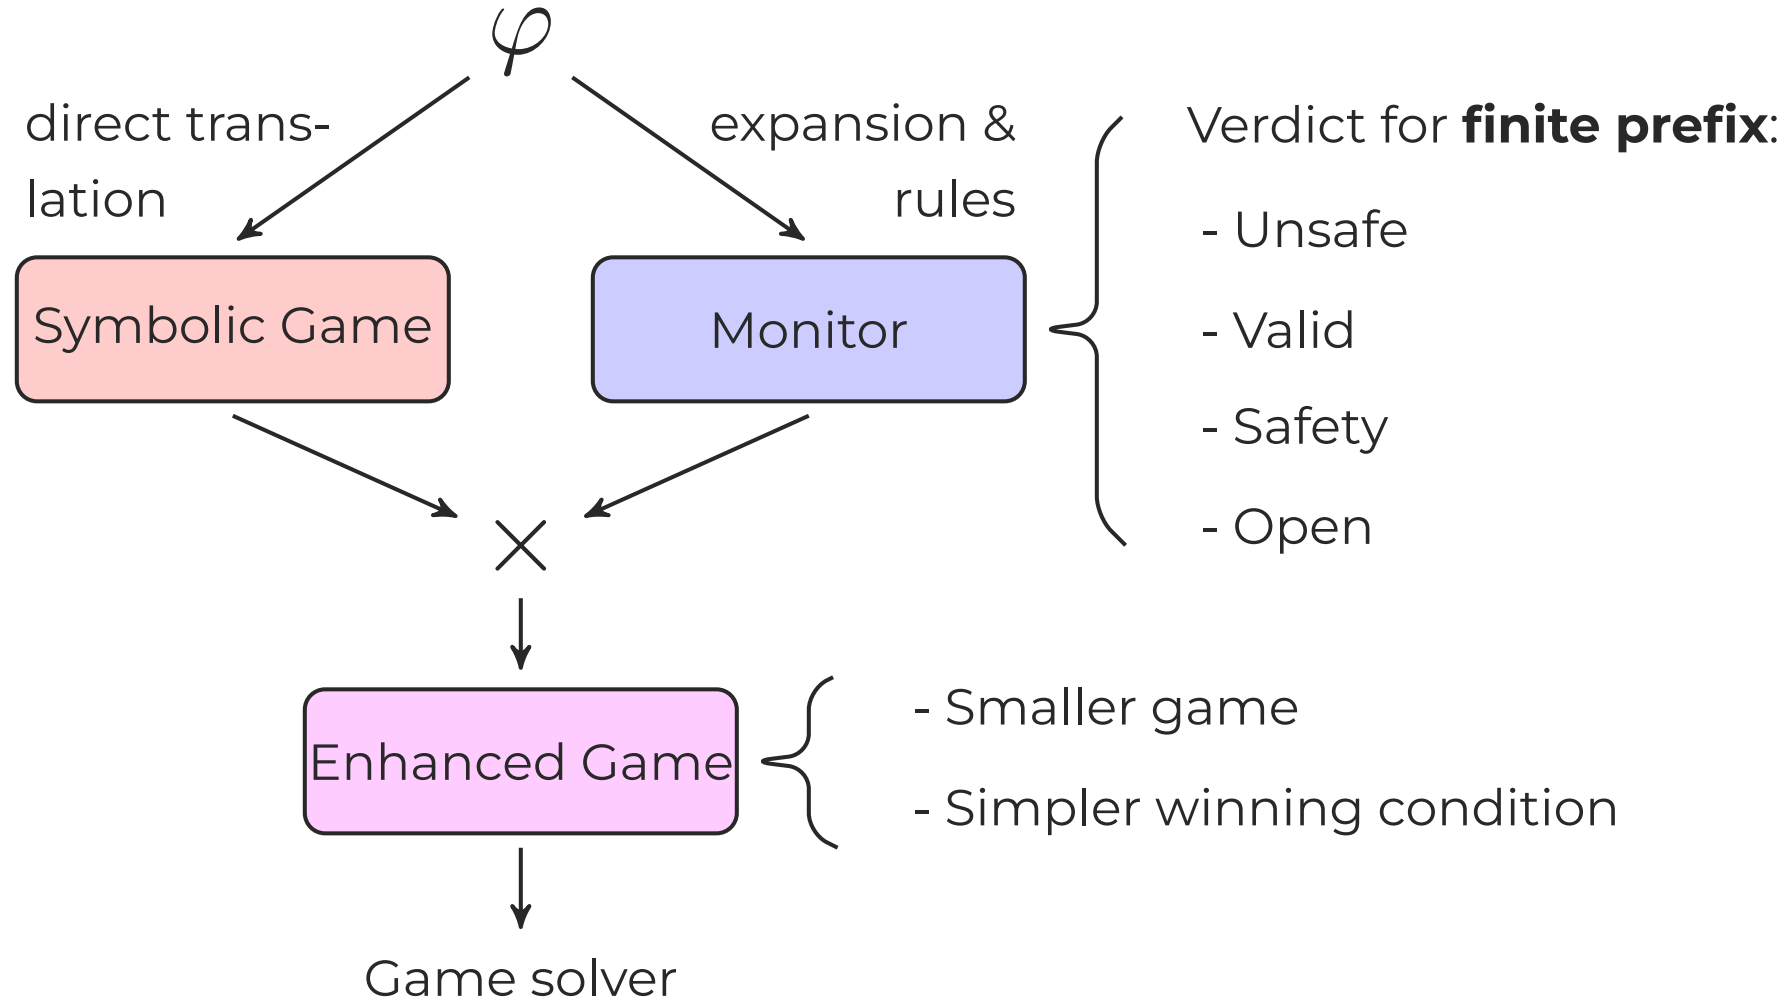 φ
direct trans-
lation
expansion &
rules
Verdict for finite prefix:
- Unsafe
- Valid
- Safety
- Open
Symbolic Game
Monitor
×
Enhanced Game
- Smaller game
- Simpler winning condition
Game solver